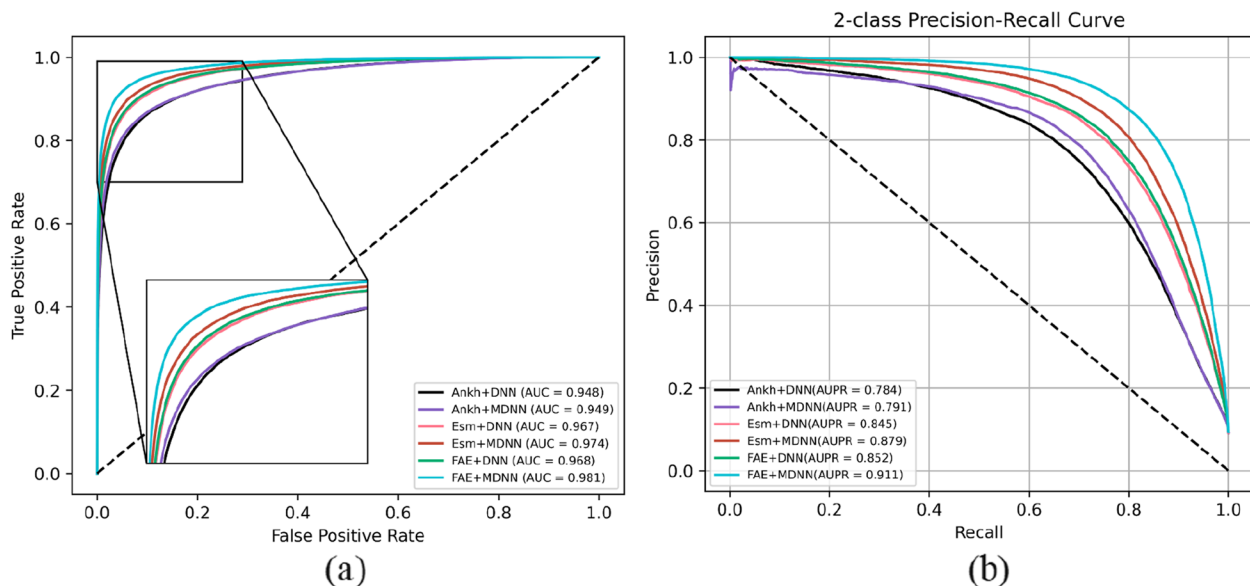 1.0
0.8
0.6
0.4
0.2
0.0
True Positive Rate
0.0 0.2 0.4 0.6 0.8 1.0
False Positive Rate
Ankh+DNN (AUC = 0.948)
Ankh+MDNN (AUC = 0.949)
Esm+DNN (AUC = 0.967)
Esm+MDNN (AUC = 0.974)
FAE+DNN (AUC = 0.968)
FAE+MDNN (AUC = 0.981)
(a)
2-class Precision-Recall Curve
1.0
0.8
0.6
0.4
0.2
0.0
Precision
Ankh+DNN(AUPR = 0.784)
Ankh+MDNN(AUPR = 0.791)
Esm+DNN(AUPR = 0.845)
Esm+MDNN(AUPR = 0.879)
FAE+DNN(AUPR = 0.852)
FAE+MDNN(AUPR = 0.911)
0.0 0.2 0.4 0.6 0.8 1.0
Recall
(b)